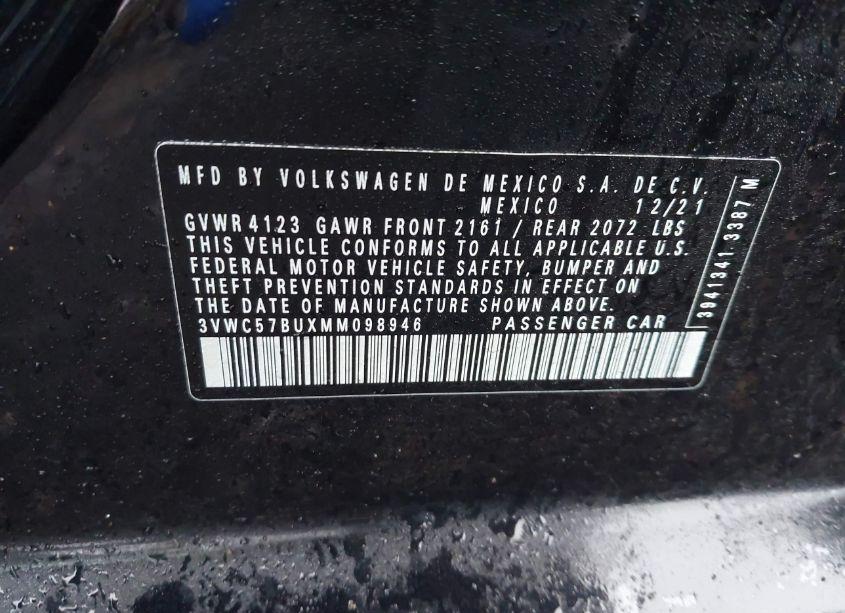 MFD BY VOLKSWAGEN DE MEXICO S.A. DE C.V.
MEXICO 12/21
GVWR 4123 GAWR FRONT 2161 / REAR 2072 LBS
THIS VEHICLE CONFORMS TO ALL APPLICABLE U.S.
FEDERAL MOTOR VEHICLE SAFETY, BUMPER AND
THEFT PREVENTION STANDARDS IN EFFECT ON
THE DATE OF MANUFACTURE SHOWN ABOVE.
3VWC57BUXMM098946 PASSENGER CAR
3941341 3387 M